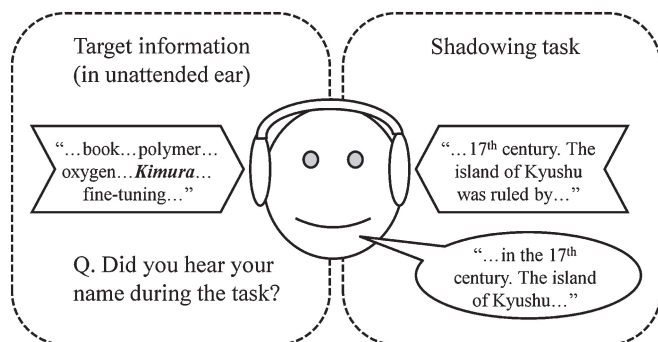 Target information
(in unattended ear)
“…book…polymer…
oxygen…Kimura…
fine-tuning…”
Q. Did you hear your
name during the task?
Shadowing task
“…17th century. The
island of Kyushu
was ruled by…”
“…in the 17th
century. The island
of Kyushu…”